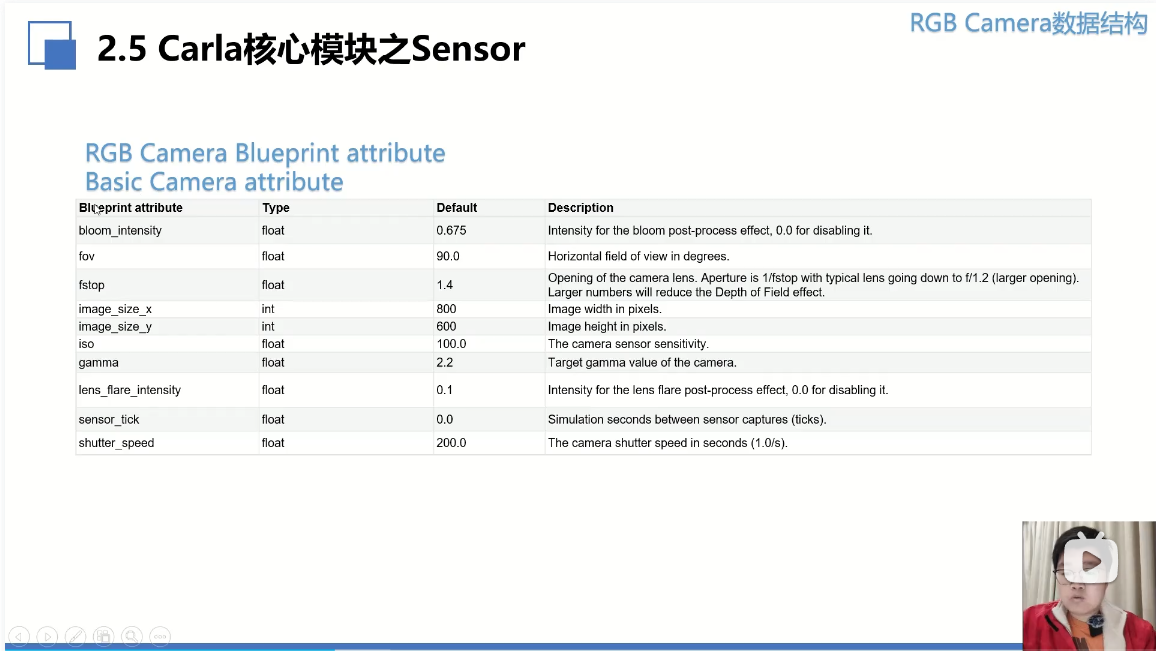 RGB Camera数据结构
2.5 Carla核心模块之Sensor
RGB Camera Blueprint attribute
Basic Camera attribute
Blueprint attribute Type Default Description
bloom_intensity float 0.675 Intensity for the bloom post-process effect, 0.0 for disabling it.
fov float 90.0 Horizontal field of view in degrees.
fstop float 1.4 Opening of the camera lens. Aperture is 1/fstop with typical lens going down to f/1.2 (larger opening).
Larger numbers will reduce the Depth of Field effect.
image_size_x int 800 Image width in pixels.
image_size_y int 600 Image height in pixels.
iso float 100.0 The camera sensor sensitivity.
gamma float 2.2 Target gamma value of the camera.
lens_flare_intensity float 0.1 Intensity for the lens flare post-process effect, 0.0 for disabling it.
sensor_tick float 0.0 Simulation seconds between sensor captures (ticks).
shutter_speed float 200.0 The camera shutter speed in seconds (1.0/s).